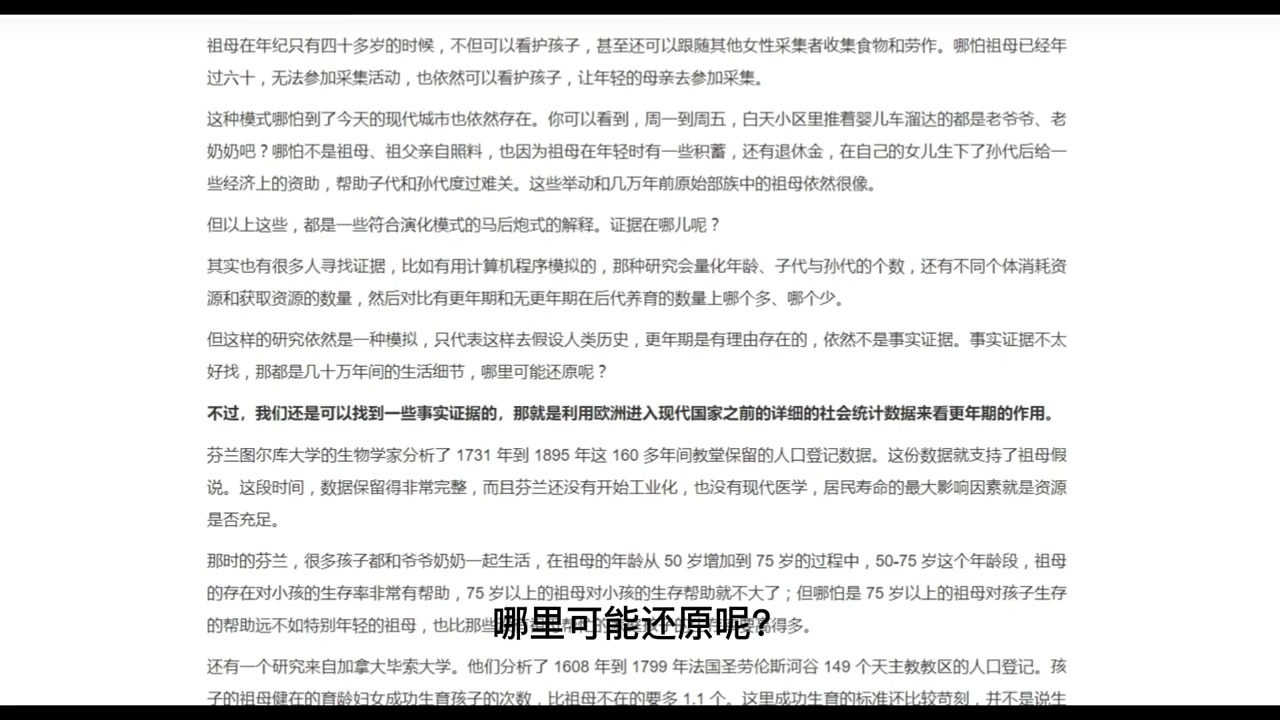 祖母在年纪只有四十多岁的时候，不但可以看护孩子，甚至还可以跟随其他女性采集者收集食物和劳作。哪怕祖母已经年
过六十，无法参加采集活动，也依然可以看护孩子，让年轻的母亲去参加采集。
这种模式哪怕到了今天的现代城市也依然存在。你可以看到，周一到周五，白天小区里推着婴儿车溜达的都是老爷爷、老
奶奶吧？哪怕不是祖母、祖父亲自照料，也因为祖母在年轻时有一些积蓄，还有退休金，在自己的女儿生下了孙代后给一
些经济上的资助，帮助子代和孙代度过难关。这些举动和几万年前原始部族中的祖母依然很像。
但以上这些，都是一些符合演化模式的马后炮式的解释。证据在哪儿呢？
其实也有很多人寻找证据，比如有用计算机程序模拟的，那种研究会量化年龄、子代与孙代的个数，还有不同个体消耗资
源和获取资源的数量，然后对比有更年期和无更年期在后代养育的数量上哪个多、哪个少。
但这样的研究依然是一种模拟，只代表这样去假设人类历史，更年期是有理由存在的，依然不是事实证据。事实证据不太
好找，那都是几十万年间的生活细节，哪里可能还原呢？
不过，我们还是可以找到一些事实证据的，那就是利用欧洲进入现代国家之前的详细的社会统计数据来看更年期的作用。
芬兰图尔库大学的生物学家分析了 1731 年到 1895 年这 160 多年间教堂保留的人口登记数据。这份数据就支持了祖母假
说。这段时间，数据保留得非常完整，而且芬兰还没有开始工业化，也没有现代医学，居民寿命的最大影响因素就是资源
是否充足。
那时的芬兰，很多孩子都和爷爷奶奶一起生活，在祖母的年龄从 50 岁增加到 75 岁的过程中，50-75 岁这个年龄段，祖母
的存在对小孩的生存率非常有帮助，75 岁以上的祖母对小孩的生存帮助就不大了；但哪怕是 75 岁以上的祖母对孩子生存
的帮助远不如特别年轻的祖母，也比那些高得多。
哪里可能还原呢？
还有一个研究来自加拿大毕索大学。他们分析了 1608 年到 1799 年法国圣劳伦斯河谷 149 个天主教教区的人口登记。孩
子的祖母健在的育龄妇女成功生育孩子的次数，比祖母不在的要多 1.1 个。这里成功生育的标准还比较苛刻，并不是说生